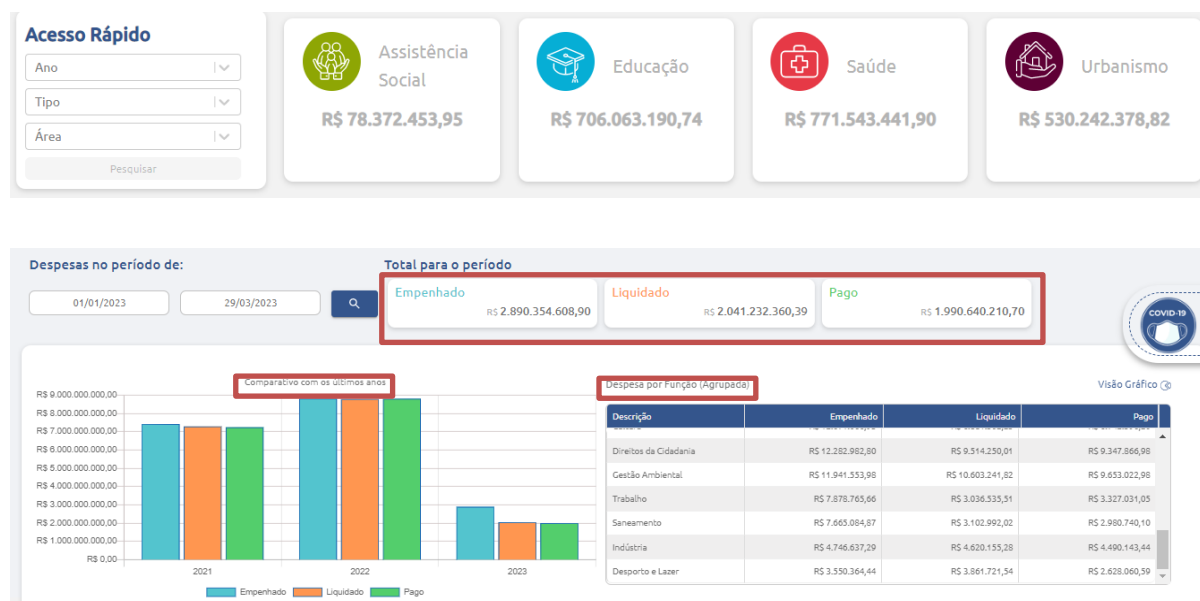 Acesso Rápido
Ano
Tipo
Área
Pesquisar
Assistência
Social
R$ 78.372.453,95
Educação
R$ 706.063.190,74
Saúde
R$ 771.543.441,90
Urbanismo
R$ 530.242.378,82
Despesas no período de:
01/01/2023
29/03/2023
Total para o período
Empenhado
R$ 2.890.354.608,90
Liquidado
R$ 2.041.232.360,39
Pago
R$ 1.990.640.210,70
COVID-19
Comparativo com os últimos anos
R$ 9.000.000.000,00
R$ 8.000.000.000,00
R$ 7.000.000.000,00
R$ 6.000.000.000,00
R$ 5.000.000.000,00
R$ 4.000.000.000,00
R$ 3.000.000.000,00
R$ 2.000.000.000,00
R$ 1.000.000.000,00
R$ 0,00
2021 2022 2023
Empenhado Liquidado Pago
Despesa por Função (Agrupada)
Visão Gráfico
Descrição Empenhado Liquidado Pago
Direitos da Cidadania R$ 12.282.982,80 R$ 9.514.250,01 R$ 9.347.866,98
Gestão Ambiental R$ 11.941.553,98 R$ 10.603.241,82 R$ 9.653.022,98
Trabalho R$ 7.878.765,66 R$ 3.036.535,51 R$ 3.327.031,05
Saneamento R$ 7.665.084,87 R$ 3.102.992,02 R$ 2.980.740,10
Indústria R$ 4.746.637,29 R$ 4.620.155,28 R$ 4.490.143,44
Desporto e Lazer R$ 3.550.364,44 R$ 3.861.721,54 R$ 2.628.060,59